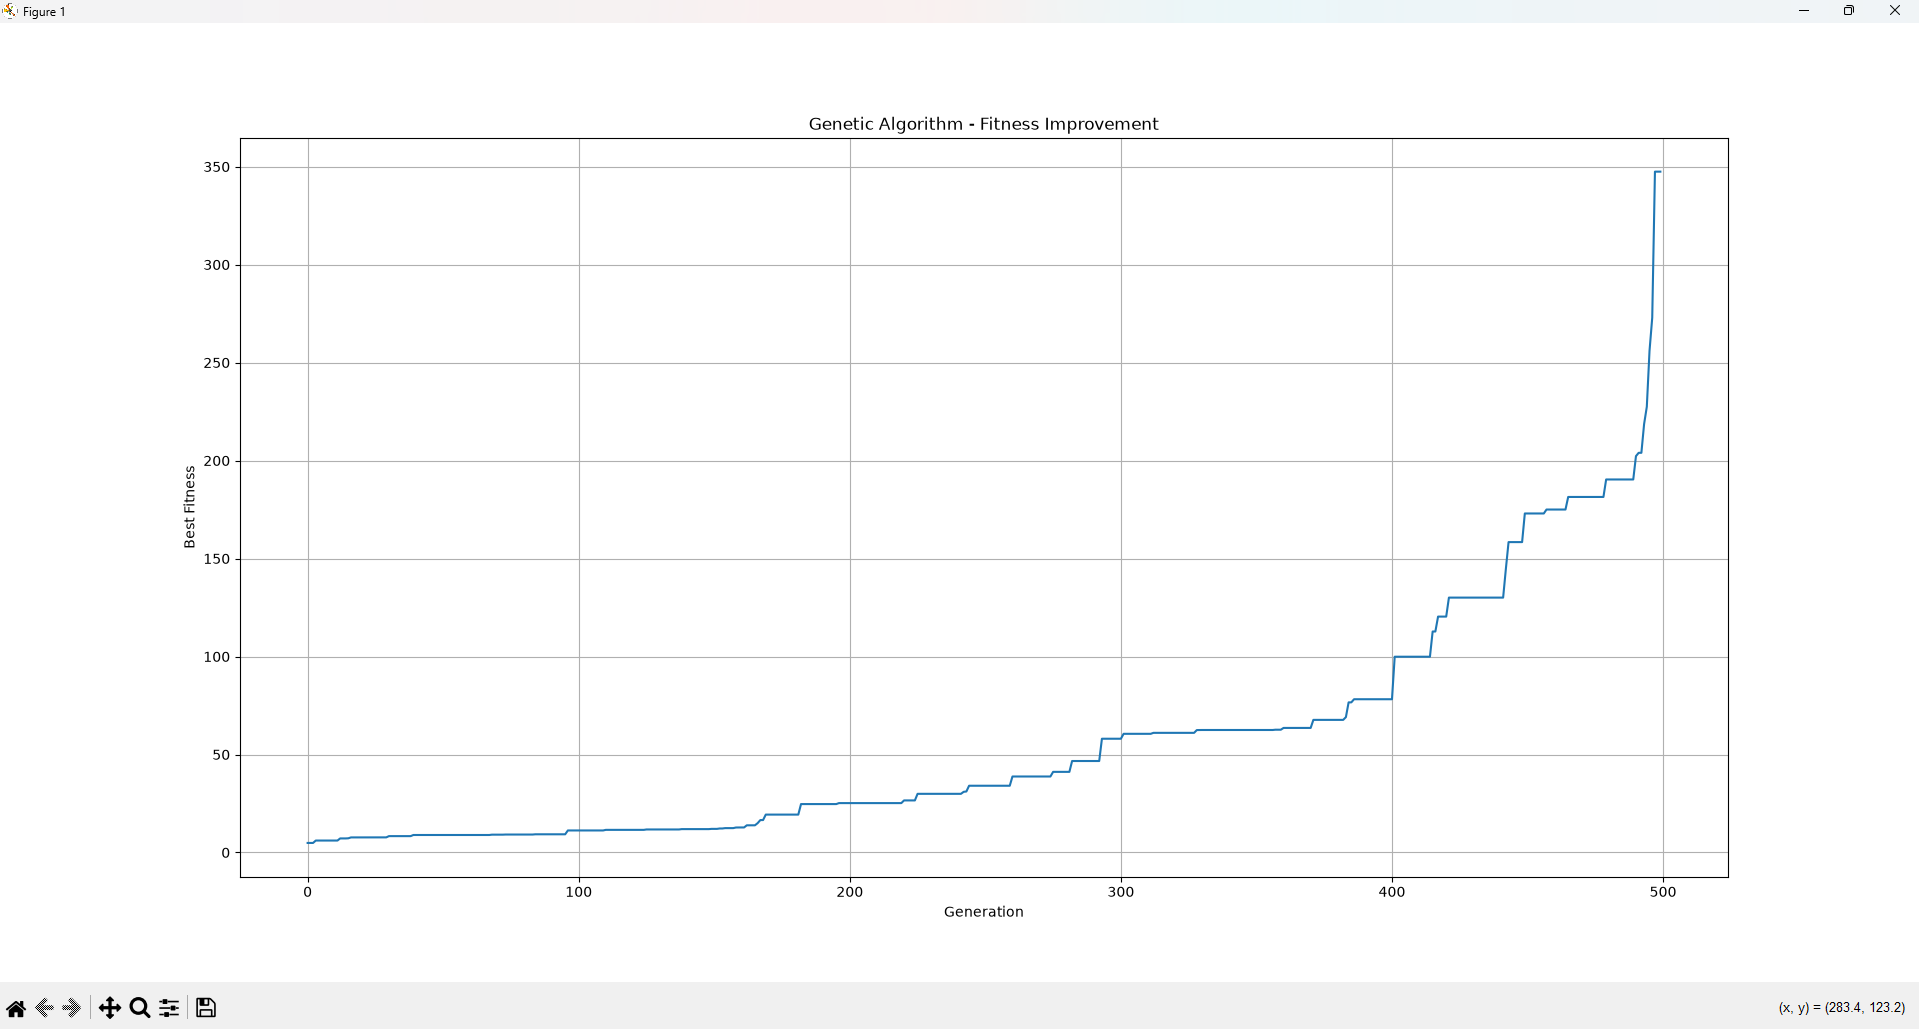 Figure 1
Genetic Algorithm - Fitness Improvement
350
300
250
200
150
100
50
0
Best Fitness
0 100 200 300 400 500
Generation
(x, y) = (283.4, 123.2)